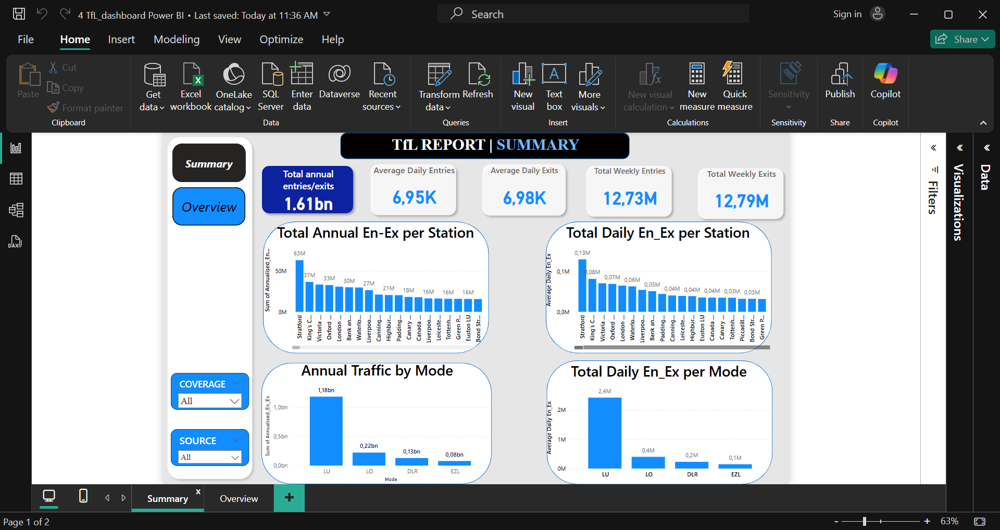 4 TfL_dashboard Power BI • Last saved: Today at 11:36 AM
Search
Sign in
File
Home
Insert
Modeling
View
Optimize
Help
Share
Paste
Cut
Copy
Format painter
Clipboard
Get data
Excel workbook
OneLake catalog
SQL Server
Enter data
Dataverse
Recent sources
Data
Transform data
Refresh
Queries
New visual
Text box
More visuals
Insert
New visual calculation
New measure
Quick measure
Calculations
Sensitivity
Sensitivity
Publish
Share
Copilot
Copilot
DAX
Summary
Overview
TfL REPORT | SUMMARY
Total annual entries/exits
1.61bn
Average Daily Entries
6,95K
Average Daily Exits
6,98K
Total Weekly Entries
12,73M
Total Weekly Exits
12,79M
Total Annual En-Ex per Station
Sum of Annualised_En...
50M
0M
63M
37M
33M
30M
27M
21M
18M
16M
16M
16M
Stratford
King's C...
Victoria ...
Oxford ...
London ...
Bank an...
Waterlo...
Liverpoo...
Canning...
Highbur...
Padding...
Canary ...
Canada ...
Liverpoo...
Leiceste...
Tottenh...
Green P...
Euston LU
Bond Str...
Total Daily En_Ex per Station
Average Daily En_Ex
0,1M
0,0M
0,13M
0,08M
0,07M
0,06M
0,05M
0,04M
0,04M
0,04M
0,03M
0,03M
Stratford
King's C...
Victoria ...
Oxford ...
London ...
Waterlo...
Liverpoo...
Bank an...
Padding...
Canning...
Leiceste...
Highbur...
Euston LU
Canada ...
Canary ...
Tottenh...
Piccadill...
Bond Str...
Green P...
COVERAGE
All
SOURCE
All
Annual Traffic by Mode
Sum of Annualised_En_Ex
1,0bn
0,5bn
0,0bn
1,18bn
0,22bn
0,13bn
0,08bn
LU
LO
DLR
EZL
Mode
Total Daily En_Ex per Mode
Average Daily En_Ex
2M
1M
0M
2,4M
0,4M
0,2M
0,1M
LU
LO
DLR
EZL
Filters
Visualizations
Data
Summary
x
Overview
+
Page 1 of 2
- + 63%